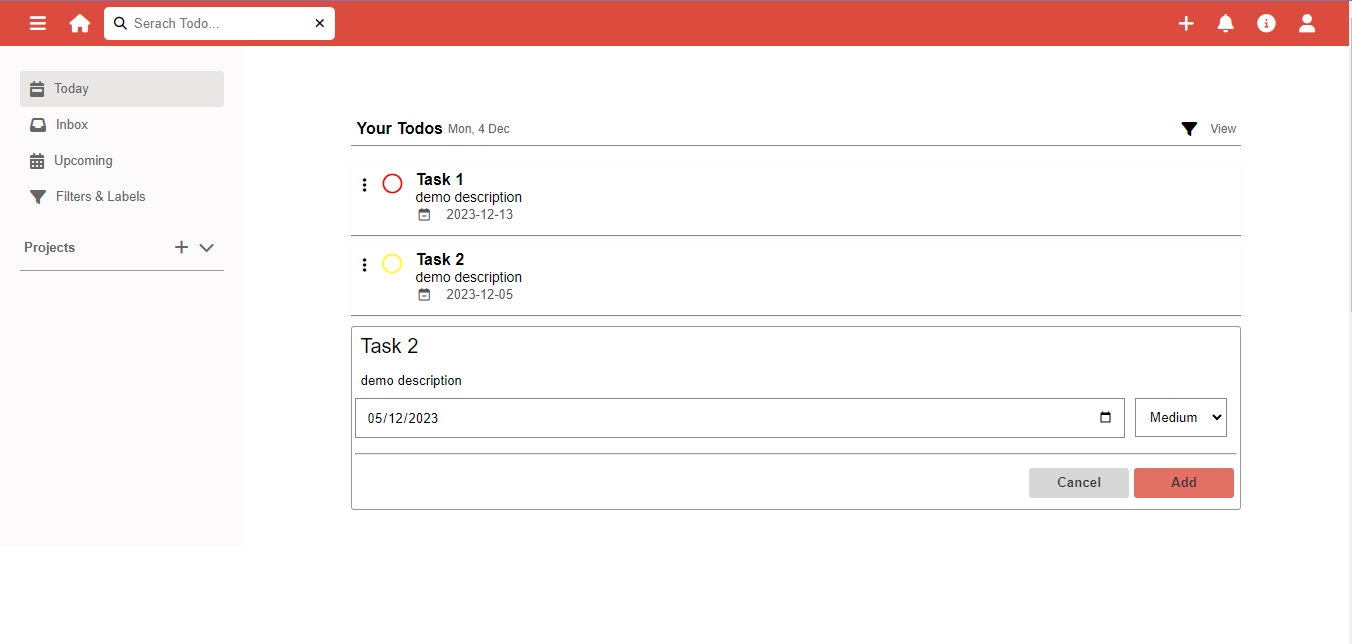 Serach Todo...
Today
Inbox
Upcoming
Filters & Labels
Projects
Your Todos Mon, 4 Dec
View
Task 1
demo description
2023-12-13
Task 2
demo description
2023-12-05
Task 2
demo description
05/12/2023
Medium
Cancel
Add